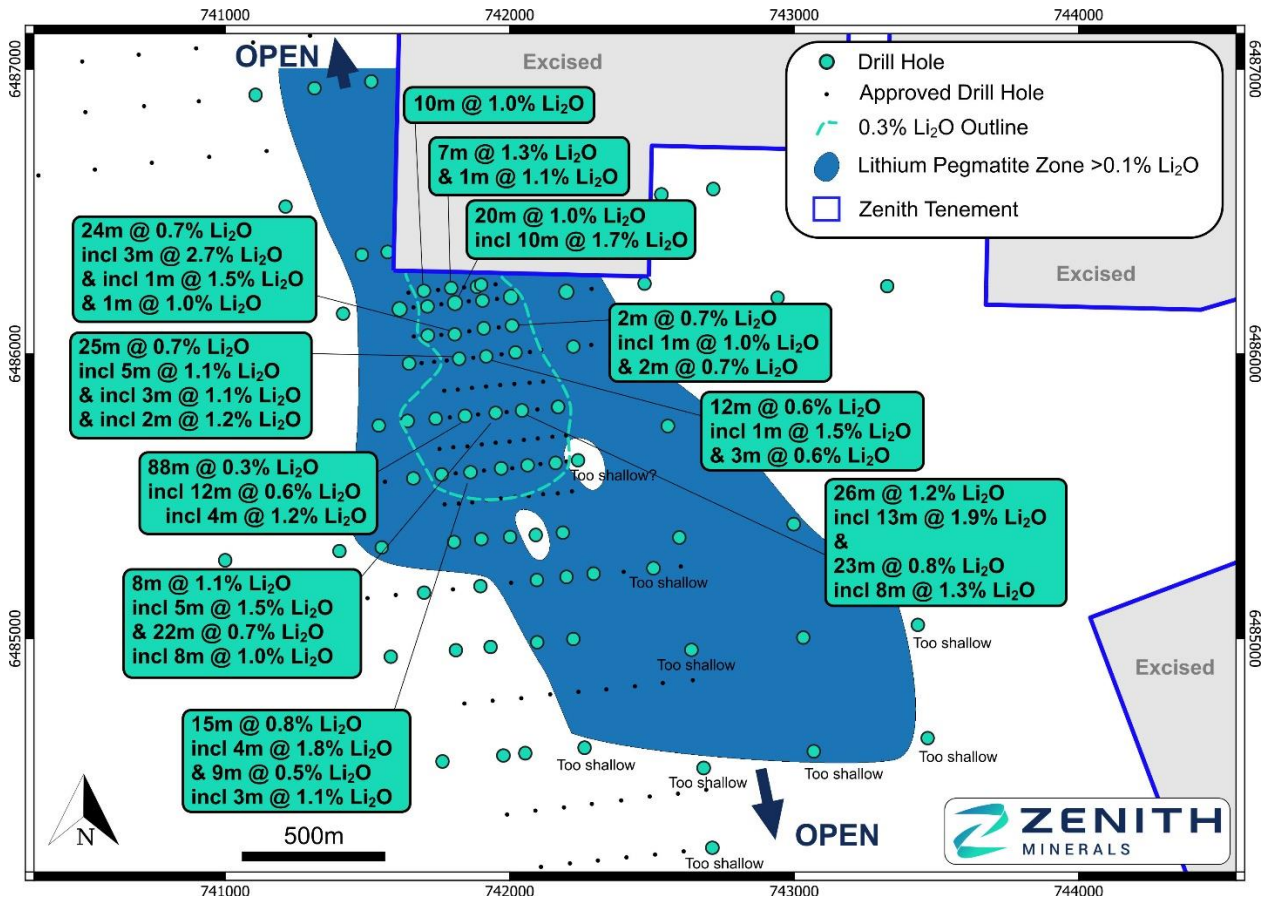 741000
742000
743000
744000
6487000
6487000
OPEN
Excised
Drill Hole
Approved Drill Hole
0.3% Li₂O Outline
Lithium Pegmatite Zone >0.1% Li₂O
Zenith Tenement
10m @ 1.0% Li₂O
7m @ 1.3% Li₂O
& 1m @ 1.1% Li₂O
20m @ 1.0% Li₂O
incl 10m @ 1.7% Li₂O
24m @ 0.7% Li₂O
incl 3m @ 2.7% Li₂O
& incl 1m @ 1.5% Li₂O
& 1m @ 1.0% Li₂O
Excised
6486000
6486000
2m @ 0.7% Li₂O
incl 1m @ 1.0% Li₂O
& 2m @ 0.7% Li₂O
25m @ 0.7% Li₂O
incl 5m @ 1.1% Li₂O
& incl 3m @ 1.1% Li₂O
& incl 2m @ 1.2% Li₂O
12m @ 0.6% Li₂O
incl 1m @ 1.5% Li₂O
& 3m @ 0.6% Li₂O
88m @ 0.3% Li₂O
incl 12m @ 0.6% Li₂O
incl 4m @ 1.2% Li₂O
Too shallow?
26m @ 1.2% Li₂O
incl 13m @ 1.9% Li₂O
&
23m @ 0.8% Li₂O
incl 8m @ 1.3% Li₂O
8m @ 1.1% Li₂O
incl 5m @ 1.5% Li₂O
& 22m @ 0.7% Li₂O
incl 8m @ 1.0% Li₂O
Too shallow
6485000
6485000
Too shallow
Too shallow
Excised
15m @ 0.8% Li₂O
incl 4m @ 1.8% Li₂O
& 9m @ 0.5% Li₂O
incl 3m @ 1.1% Li₂O
Too shallow
Too shallow
Too shallow
Too shallow
N
500m
OPEN
Too shallow
ZENITH
MINERALS
741000
742000
743000
744000